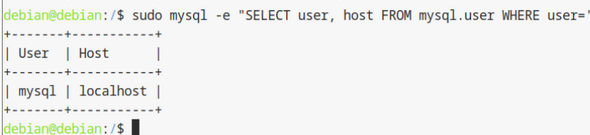 debian@debian:/$ sudo mysql -e "SELECT user, host FROM mysql.user WHERE user='
+-------+-----------+
| User  | Host      |
+-------+-----------+
| mysql | localhost |
+-------+-----------+
debian@debian:/$